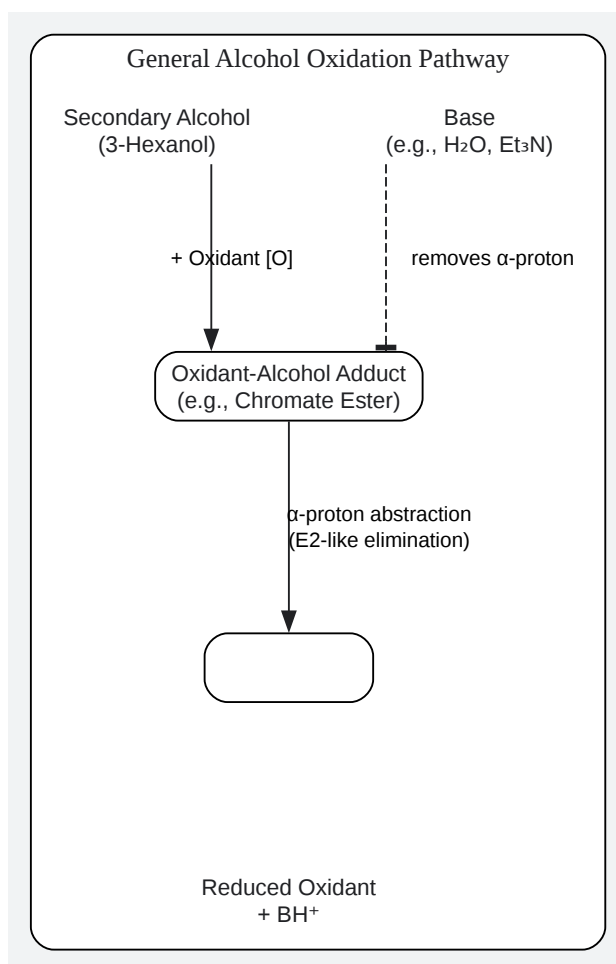 General Alcohol Oxidation Pathway
Secondary Alcohol
(3-Hexanol)
Base
(e.g., H₂O, Et₃N)
+ Oxidant [O]
removes α-proton
Oxidant-Alcohol Adduct
(e.g., Chromate Ester)
α-proton abstraction
(E2-like elimination)
Reduced Oxidant
+ BH⁺